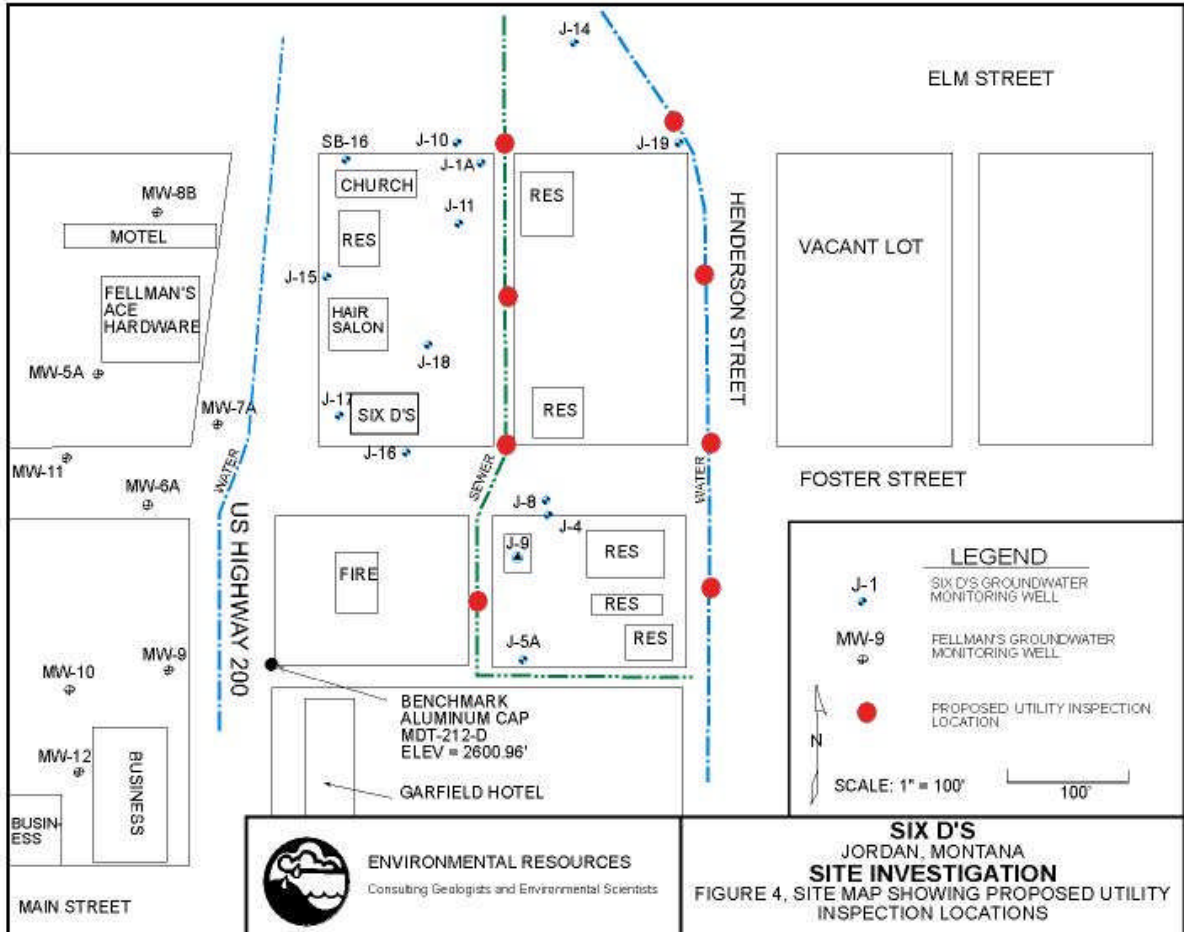 J-14
ELM STREET
SB-16
J-10
J-19
J-1A
CHURCH
RES
MW-8B
J-11
MOTEL
RES
HENDERSON STREET
VACANT LOT
J-15
FELLMAN'S
ACE
HARDWARE
HAIR
SALON
J-18
MW-5A
J-17
SIX D'S
RES
MW-7A
J-16
MW-11
WATER
SEWER
WATER
FOSTER STREET
MW-6A
US HIGHWAY 200
J-8
J-4
J-9
RES
FIRE
RES
RES
J-5A
MW-10
MW-9
BENCHMARK
ALUMINUM CAP
MDT-212-D
ELEV = 2600.96'
MW-12
BUSINESS
GARFIELD HOTEL
BUSIN-
ESS
MAIN STREET
LEGEND
J-1
SIX D'S GROUNDWATER
MONITORING WELL
MW-9
FELLMAN'S GROUNDWATER
MONITORING WELL
PROPOSED UTILITY INSPECTION
LOCATION
N
SCALE: 1" = 100'
100'
ENVIRONMENTAL RESOURCES
Consulting Geologists and Environmental Scientists
SIX D'S
JORDAN, MONTANA
SITE INVESTIGATION
FIGURE 4, SITE MAP SHOWING PROPOSED UTILITY
INSPECTION LOCATIONS